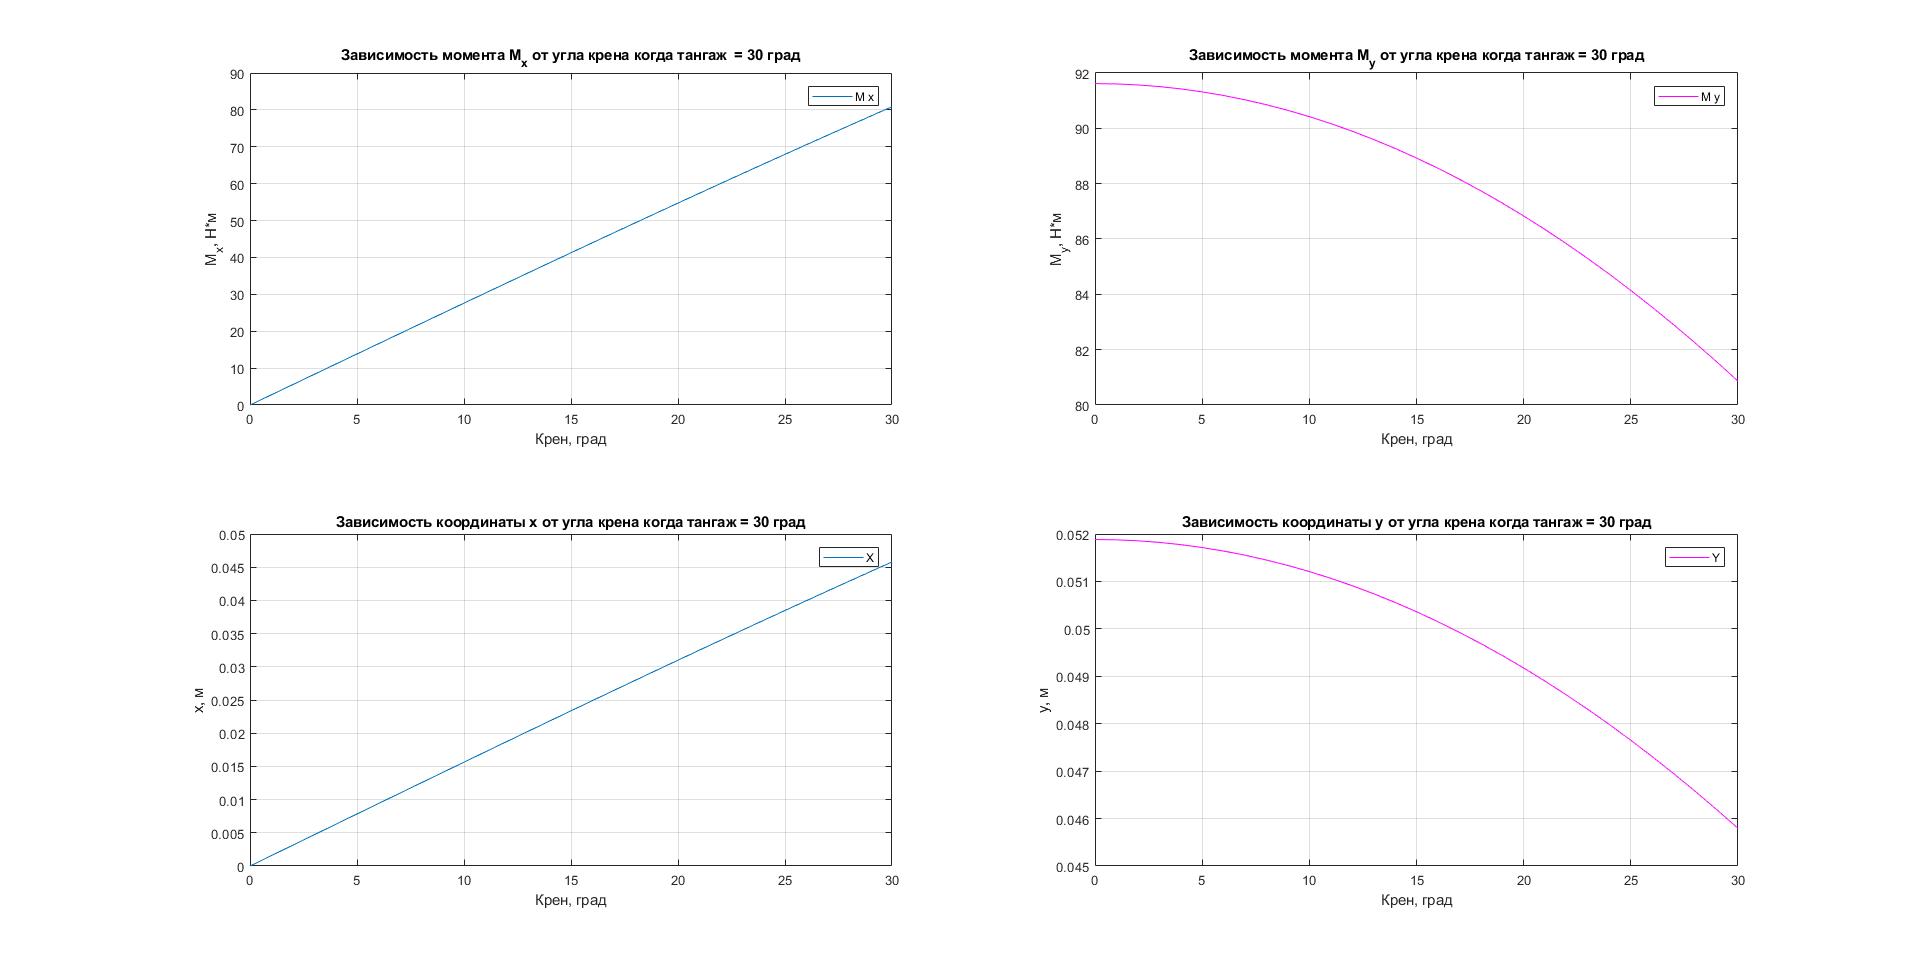 Зависимость момента Mx от угла крена когда тангаж = 30 град
90
80
70
60
50
40
30
20
10
0
Mx, Н*м
M x
0 5 10 15 20 25 30
Крен, град
Зависимость момента My от угла крена когда тангаж = 30 град
92
90
88
86
84
82
80
My, Н*м
M y
0 5 10 15 20 25 30
Крен, град
Зависимость координаты x от угла крена когда тангаж = 30 град
0.05
0.045
0.04
0.035
0.03
0.025
0.02
0.015
0.01
0.005
0
x, м
X
0 5 10 15 20 25 30
Крен, град
Зависимость координаты y от угла крена когда тангаж = 30 град
0.052
0.051
0.05
0.049
0.048
0.047
0.046
0.045
y, м
Y
0 5 10 15 20 25 30
Крен, град